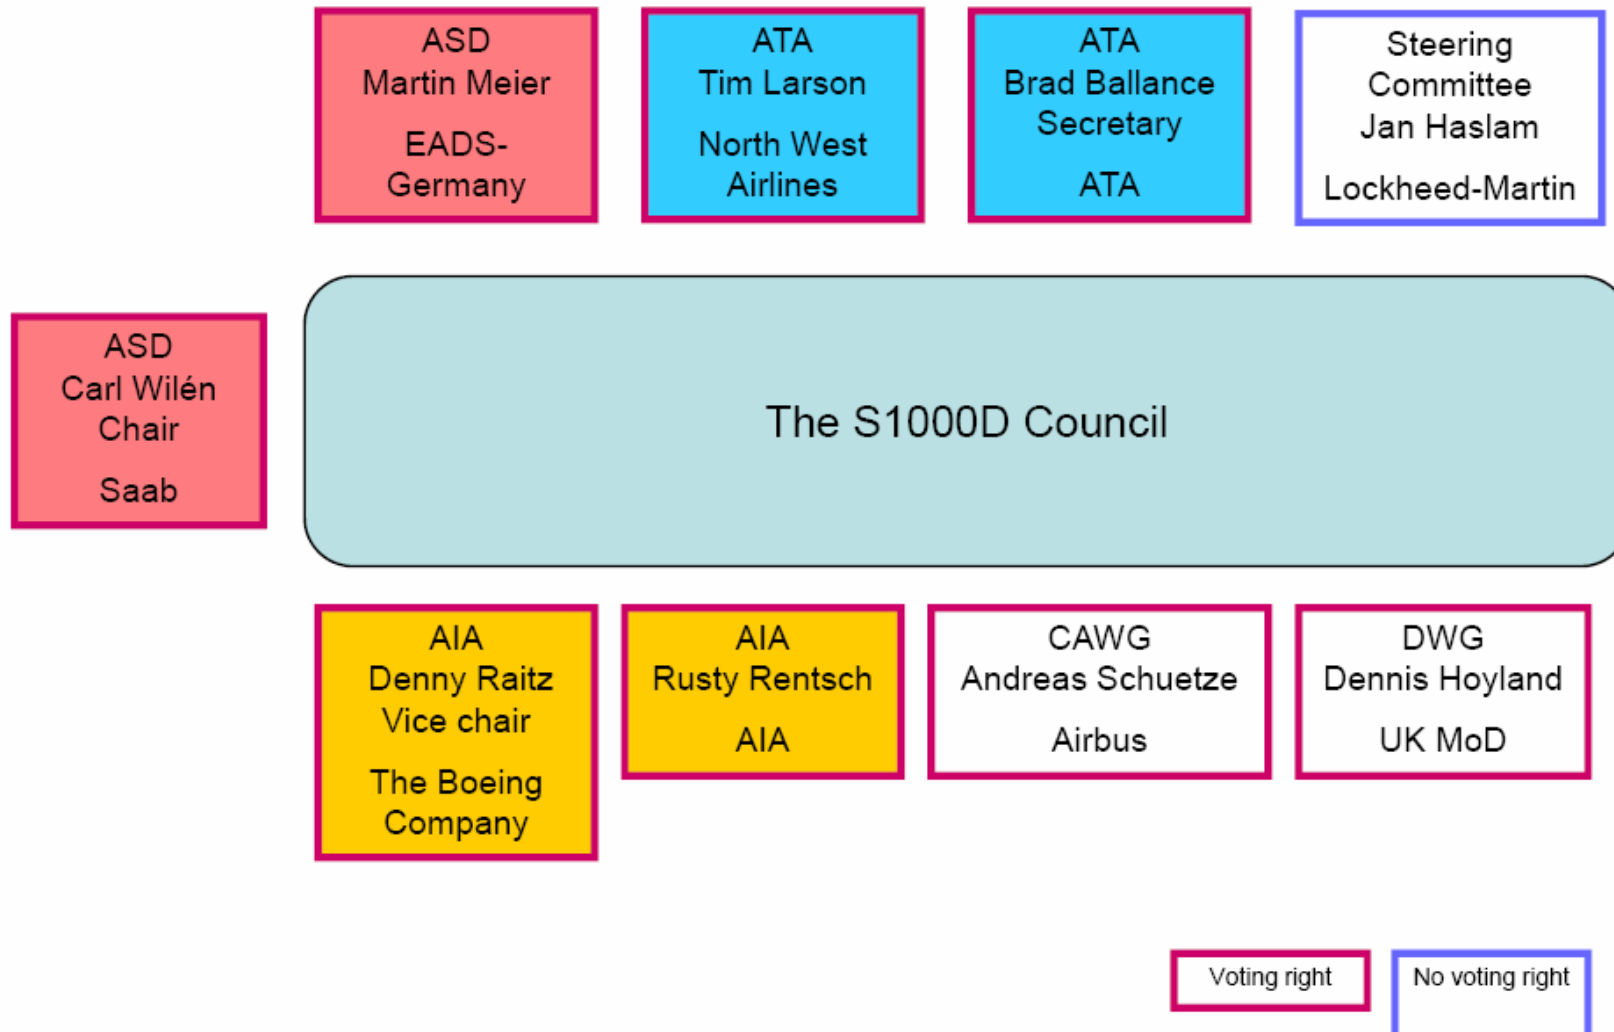 ASD
Martin Meier
EADS-
Germany
ATA
Tim Larson
North West
Airlines
ATA
Brad Ballance
Secretary
ATA
Steering
Committee
Jan Haslam
Lockheed-Martin
ASD
Carl Wilén
Chair
Saab
The S1000D Council
AIA
Denny Raitz
Vice chair
The Boeing
Company
AIA
Rusty Rentsch
AIA
CAWG
Andreas Schuetze
Airbus
DWG
Dennis Hoyland
UK MoD
Voting right
No voting right